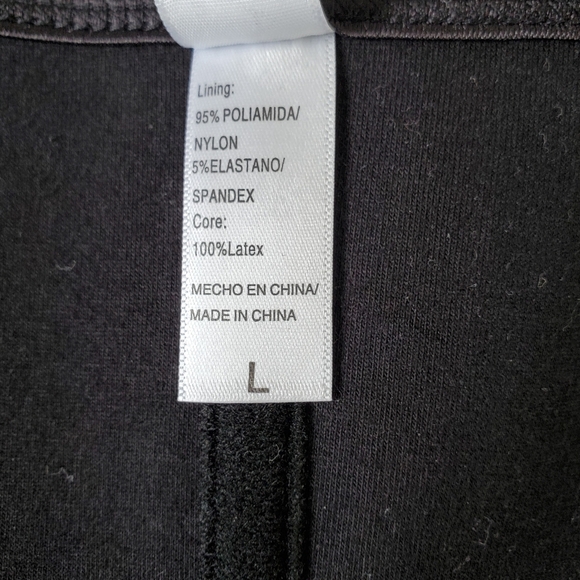 Lining:
95% POLIAMIDA/
NYLON
5%ELASTANO/
SPANDEX
Core:
100%Latex
MECHO EN CHINA/
MADE IN CHINA
L